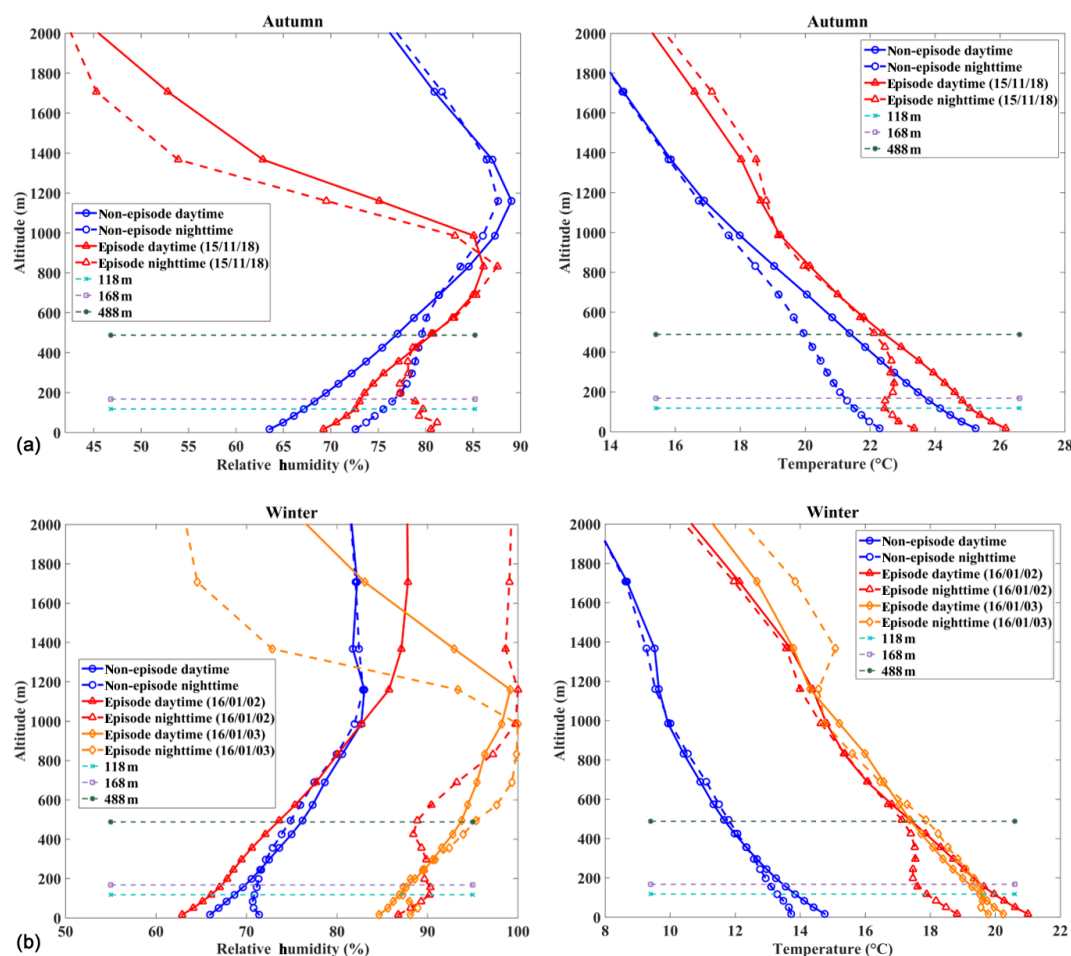 (a)
Autumn
2000
1800
1600
1400
1200
1000
800
600
400
200
0
Altitude (m)
Non-episode daytime
Non-episode nighttime
Episode daytime (15/11/18)
Episode nighttime (15/11/18)
118 m
168 m
488 m
45 50 55 60 65 70 75 80 85 90
Relative humidity (%)
Autumn
2000
1800
1600
1400
1200
1000
800
600
400
200
0
Altitude (m)
Non-episode daytime
Non-episode nighttime
Episode daytime (15/11/18)
Episode nighttime (15/11/18)
118 m
168 m
488 m
14 16 18 20 22 24 26 28
Temperature (°C)
(b)
Winter
2000
1800
1600
1400
1200
1000
800
600
400
200
0
Altitude (m)
Non-episode daytime
Non-episode nighttime
Episode daytime (16/01/02)
Episode nighttime (16/01/02)
Episode daytime (16/01/03)
Episode nighttime (16/01/03)
118 m
168 m
488 m
50 60 70 80 90 100
Relative humidity (%)
Winter
2000
1800
1600
1400
1200
1000
800
600
400
200
0
Altitude (m)
Non-episode daytime
Non-episode nighttime
Episode daytime (16/01/02)
Episode nighttime (16/01/02)
Episode daytime (16/01/03)
Episode nighttime (16/01/03)
118 m
168 m
488 m
8 10 12 14 16 18 20 22
Temperature (°C)